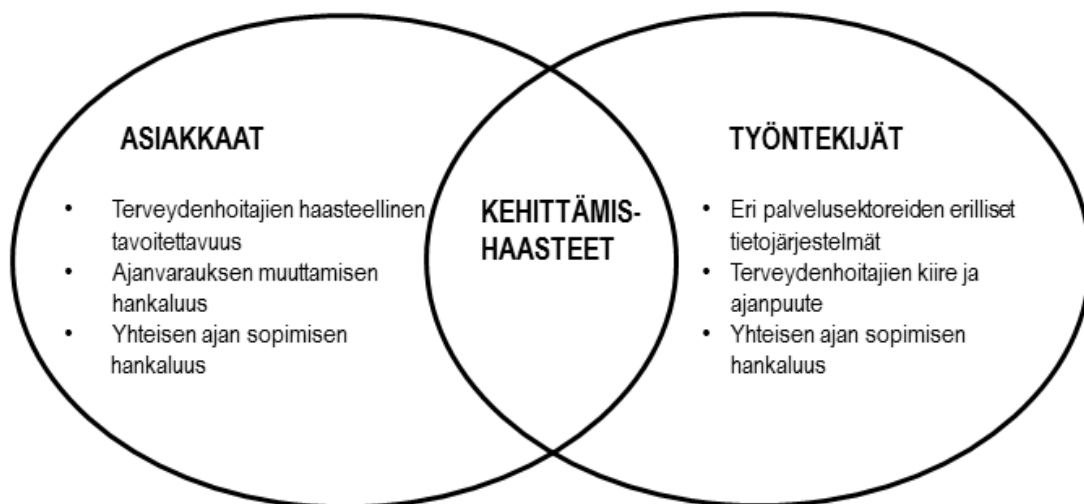 ASIAKKAAT
• Terveydenhoitajien haasteellinen
tavoitettavuus
• Ajanvarauksen muuttamisen
hankaluus
• Yhteisen ajan sopimisen
hankaluus
KEHITTÄMIS-
HAASTEET
TYÖNTEKIJÄT
• Eri palvelusektoreiden erilliset
tietojärjestelmät
• Terveydenhoitajien kiire ja
ajanpuute
• Yhteisen ajan sopimisen
hankaluus